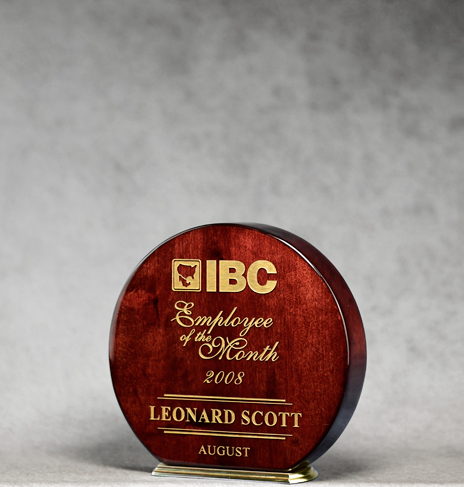 IBC
Employee
of the
Month
2008
LEONARD SCOTT
AUGUST